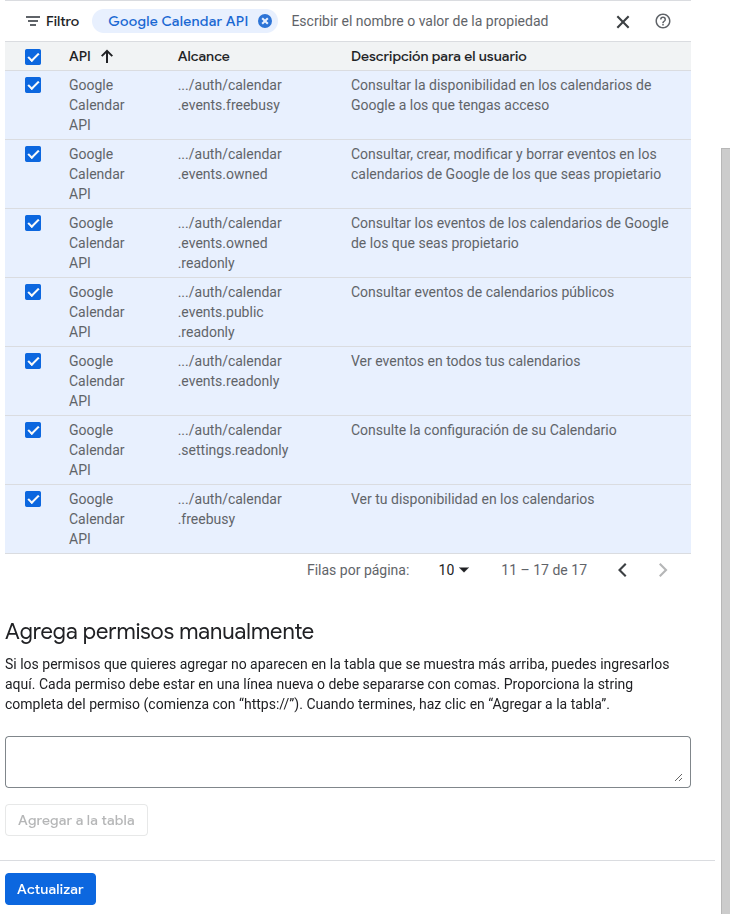 Filtro Google Calendar API Escribir el nombre o valor de la propiedad
API Alcance Descripción para el usuario
Google .../auth/calendar Consultar la disponibilidad en los calendarios de
Calendar .events.freebusy Google a los que tengas acceso
API
Google .../auth/calendar Consultar, crear, modificar y borrar eventos en los
Calendar .events.owned calendarios de Google de los que seas propietario
API
Google .../auth/calendar Consultar los eventos de los calendarios de Google
Calendar .events.owned de los que seas propietario
API .readonly
Google .../auth/calendar Consultar eventos de calendarios públicos
Calendar .events.public
API .readonly
Google .../auth/calendar Ver eventos en todos tus calendarios
Calendar .events.readonly
API
Google .../auth/calendar Consulte la configuración de su Calendario
Calendar .settings.readonly
API
Google .../auth/calendar Ver tu disponibilidad en los calendarios
Calendar .freebusy
API
Filas por página: 10 11 – 17 de 17
Agrega permisos manualmente
Si los permisos que quieres agregar no aparecen en la tabla que se muestra más arriba, puedes ingresarlos
aquí. Cada permiso debe estar en una línea nueva o debe separarse con comas. Proporciona la string
completa del permiso (comienza con “https://”). Cuando termines, haz clic en “Agregar a la tabla”.
Agregar a la tabla
Actualizar